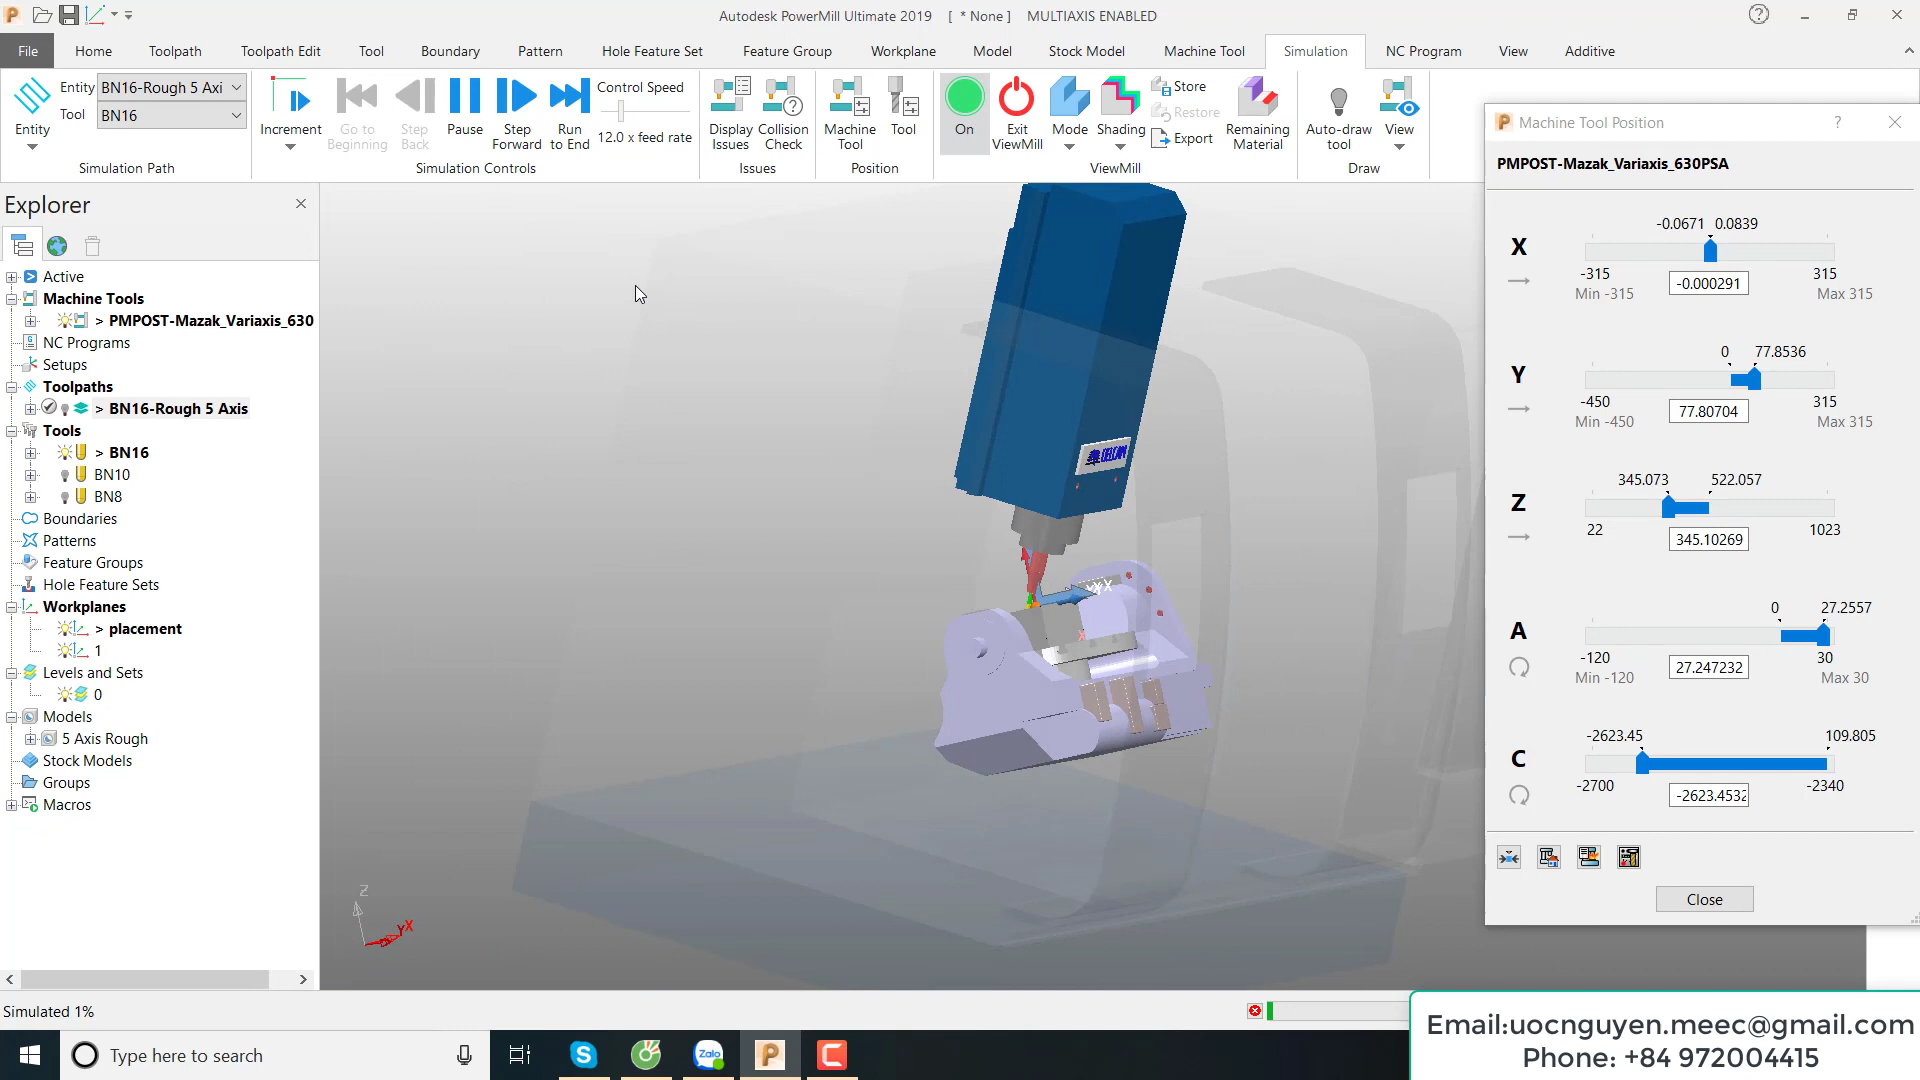 Autodesk PowerMill Ultimate 2019 [ * None ] MULTIAXIS ENABLED
File Home Toolpath Toolpath Edit Tool Boundary Pattern Hole Feature Set Feature Group Workplane Model Stock Model Machine Tool Simulation NC Program View Additive
Entity
Entity BN16-Rough 5 Axi
Tool BN16
Simulation Path
Increment
Go to Beginning
Step Back
Pause
Step Forward
Run to End
Control Speed
12.0 x feed rate
Simulation Controls
Display Issues
Collision Check
Issues
Machine Tool
Tool
Position
On
Exit ViewMill
Mode
Shading
Store
Restore
Export
Remaining Material
ViewMill
Auto-draw tool
View
Draw
Explorer
Active
Machine Tools
> PMPOST-Mazak_Variaxis_630
NC Programs
Setups
Toolpaths
> BN16-Rough 5 Axis
Tools
> BN16
BN10
BN8
Boundaries
Patterns
Feature Groups
Hole Feature Sets
Workplanes
> placement
1
Levels and Sets
0
Models
5 Axis Rough
Stock Models
Groups
Macros
DELCAM
Z
Y X
Machine Tool Position
PMPOST-Mazak_Variaxis_630PSA
-0.0671 0.0839
X
-315 315
Min -315 -0.000291 Max 315
0 77.8536
Y
-450 315
Min -450 77.80704 Max 315
345.073 522.057
Z
22 1023
345.10269
0 27.2557
A
-120 30
Min -120 27.247232 Max 30
-2623.45 109.805
C
-2700 -2340
-2623.4532
Close
Simulated 1%
Type here to search
Zalo
Email:uocnguyen.meec@gmail.com
Phone: +84 972004415